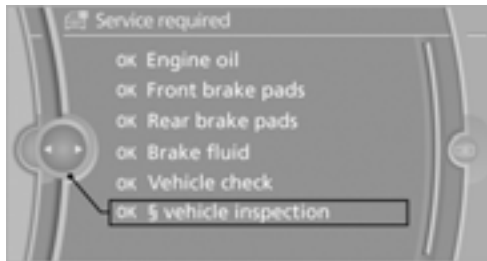 Service required
OK Engine oil
OK Front brake pads
OK Rear brake pads
OK Brake fluid
OK Vehicle check
OK § vehicle inspection